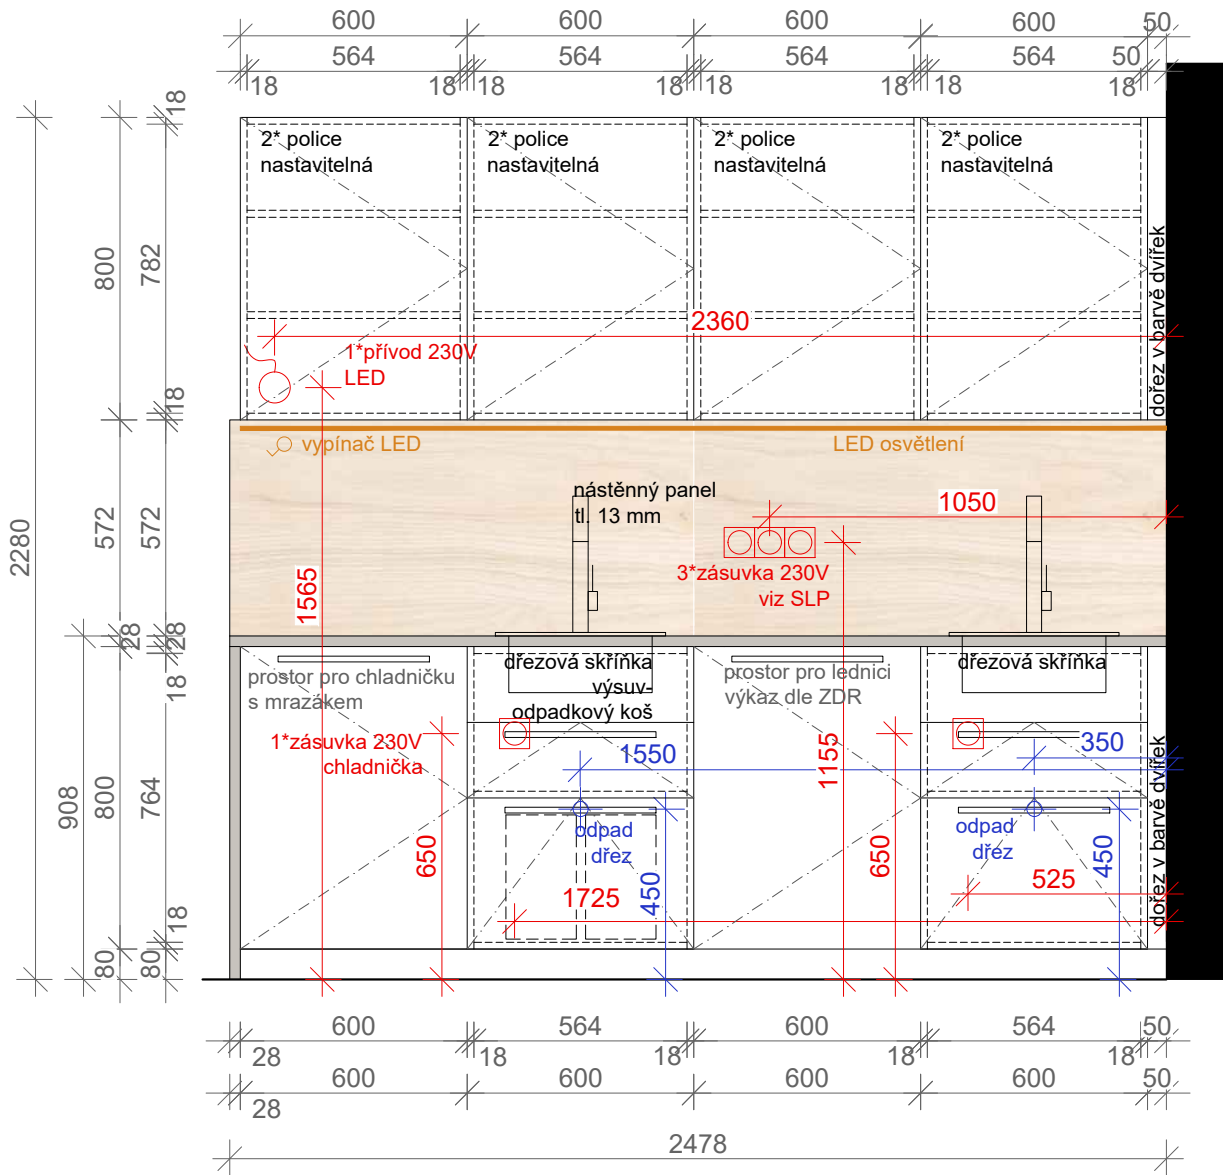 600 600 600 600 50
564 564 564 564 50
18 18 18 18 18 18 18 18
18
2* police
nastavitelná
2* police
nastavitelná
2* police
nastavitelná
2* police
nastavitelná
800
782
dořez v barvě dvířek
2360
1*přívod 230V
LED
18
vypínač LED
LED osvětlení
nástěnný panel
tl. 13 mm
1050
2280
572
572
3*zásuvka 230V
viz SLP
1565
28
28
18
prostor pro chladničku
s mrazákem
dřezová skříňka
výsuv-
odpadkový koš
prostor pro lednici
výkaz dle ZDR
dřezová skříňka
1*zásuvka 230V
chladnička
1550
1155
350
908
800
764
dořez v barvě dvířek
650
odpad
dřez
450
650
odpad
dřez
450
1725
525
18
80
80
600 564 600 564 50
28 18 18 18 18
600 600 600 600 50
28
2478